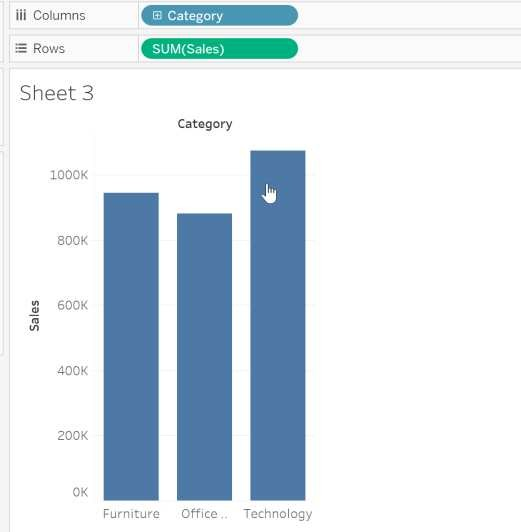 Columns
Category
Rows
SUM(Sales)
Sheet 3
Category
1000K
800K
600K
400K
200K
0K
Sales
Furniture
Office ..
Technology